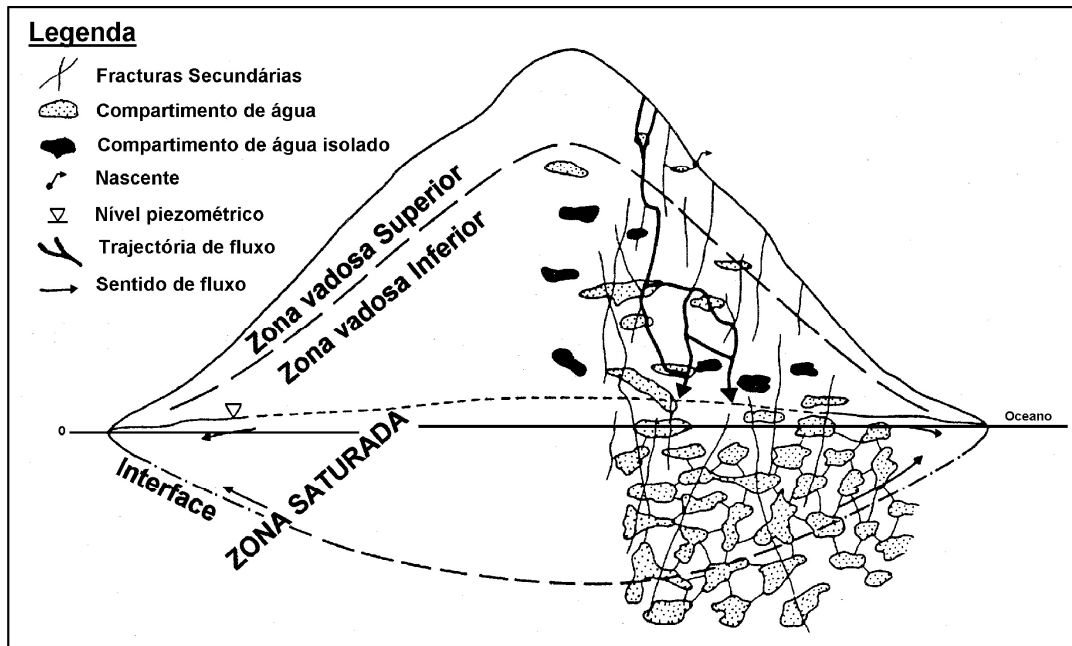 Legenda
Fracturas Secundárias
Compartimento de água
Compartimento de água isolado
Nascente
Nível piezométrico
Trajectória de fluxo
Sentido de fluxo
Zona vadosa Superior
Zona vadosa Inferior
0
Oceano
Interface
ZONA SATURADA